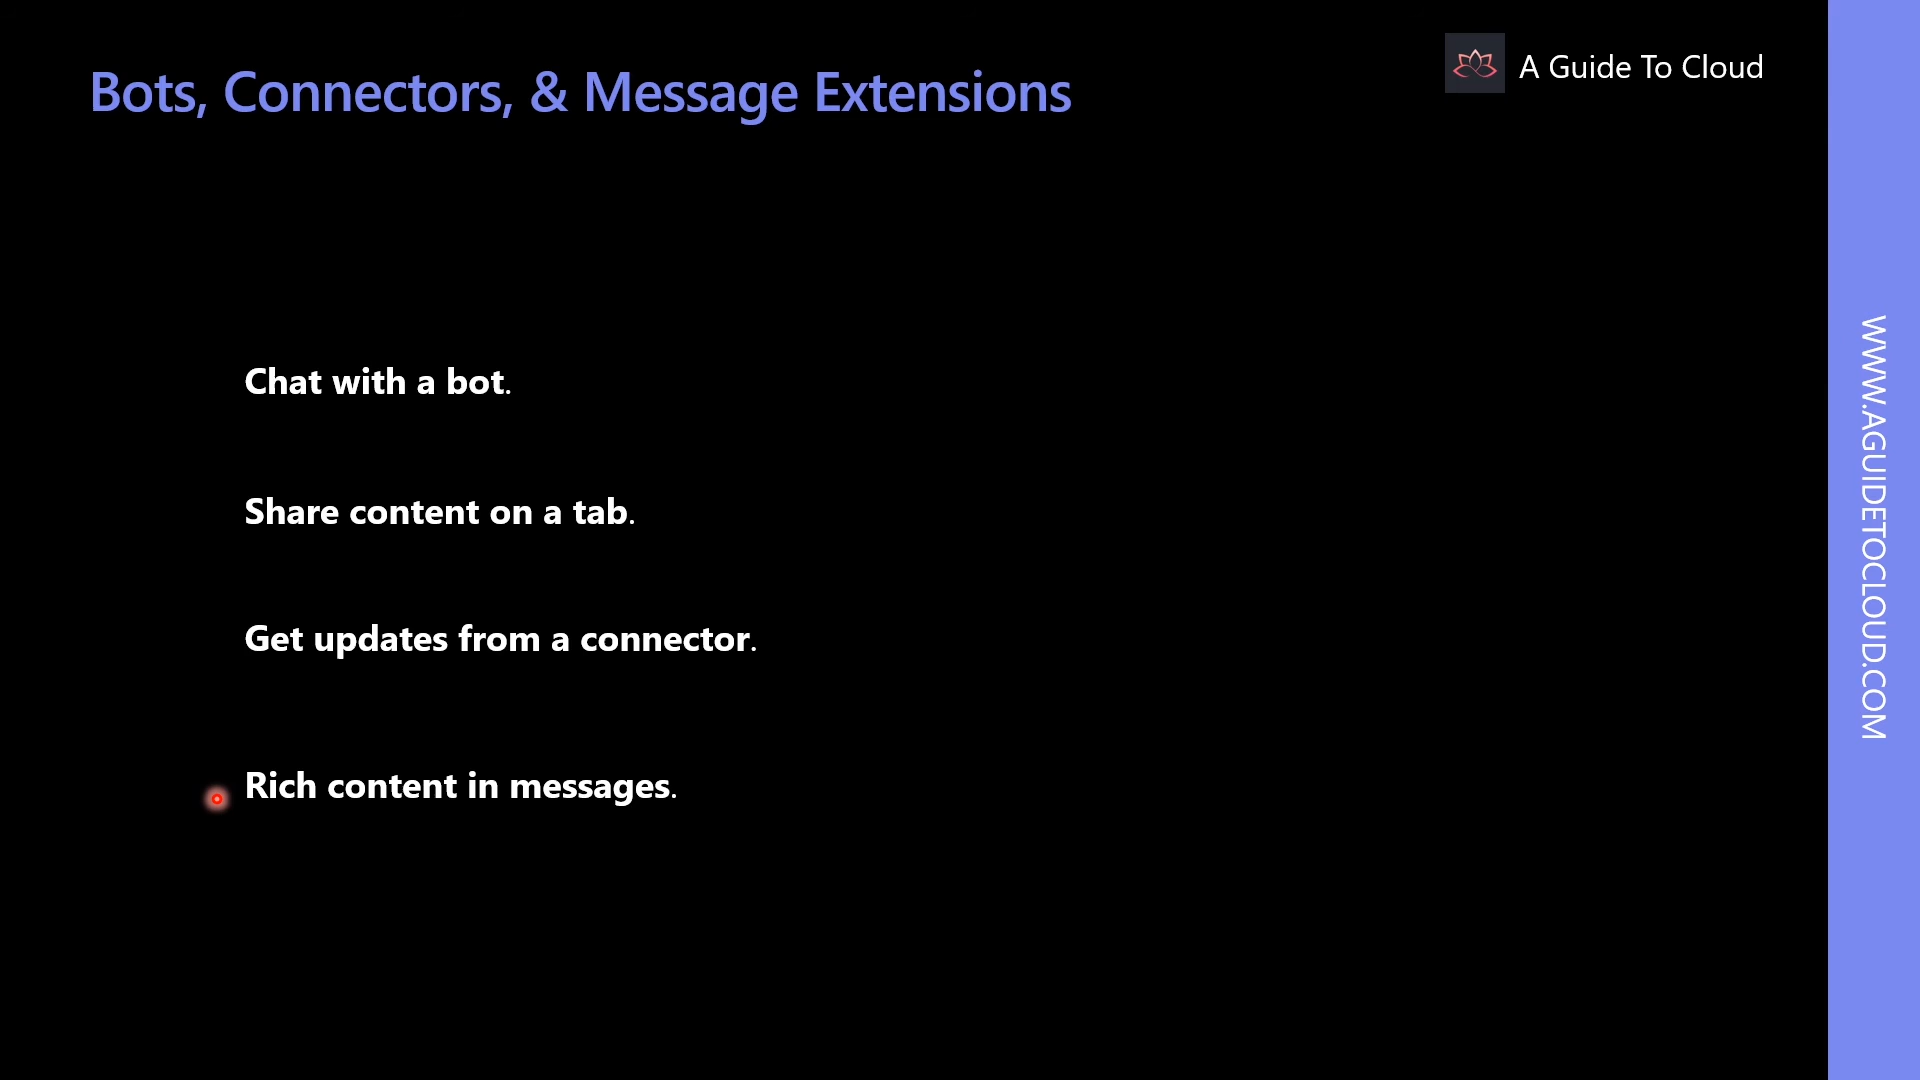 Bots, Connectors, & Message Extensions
A Guide To Cloud
Chat with a bot.
Share content on a tab.
Get updates from a connector.
Rich content in messages.
WWW.AGUIDETOCLOUD.COM